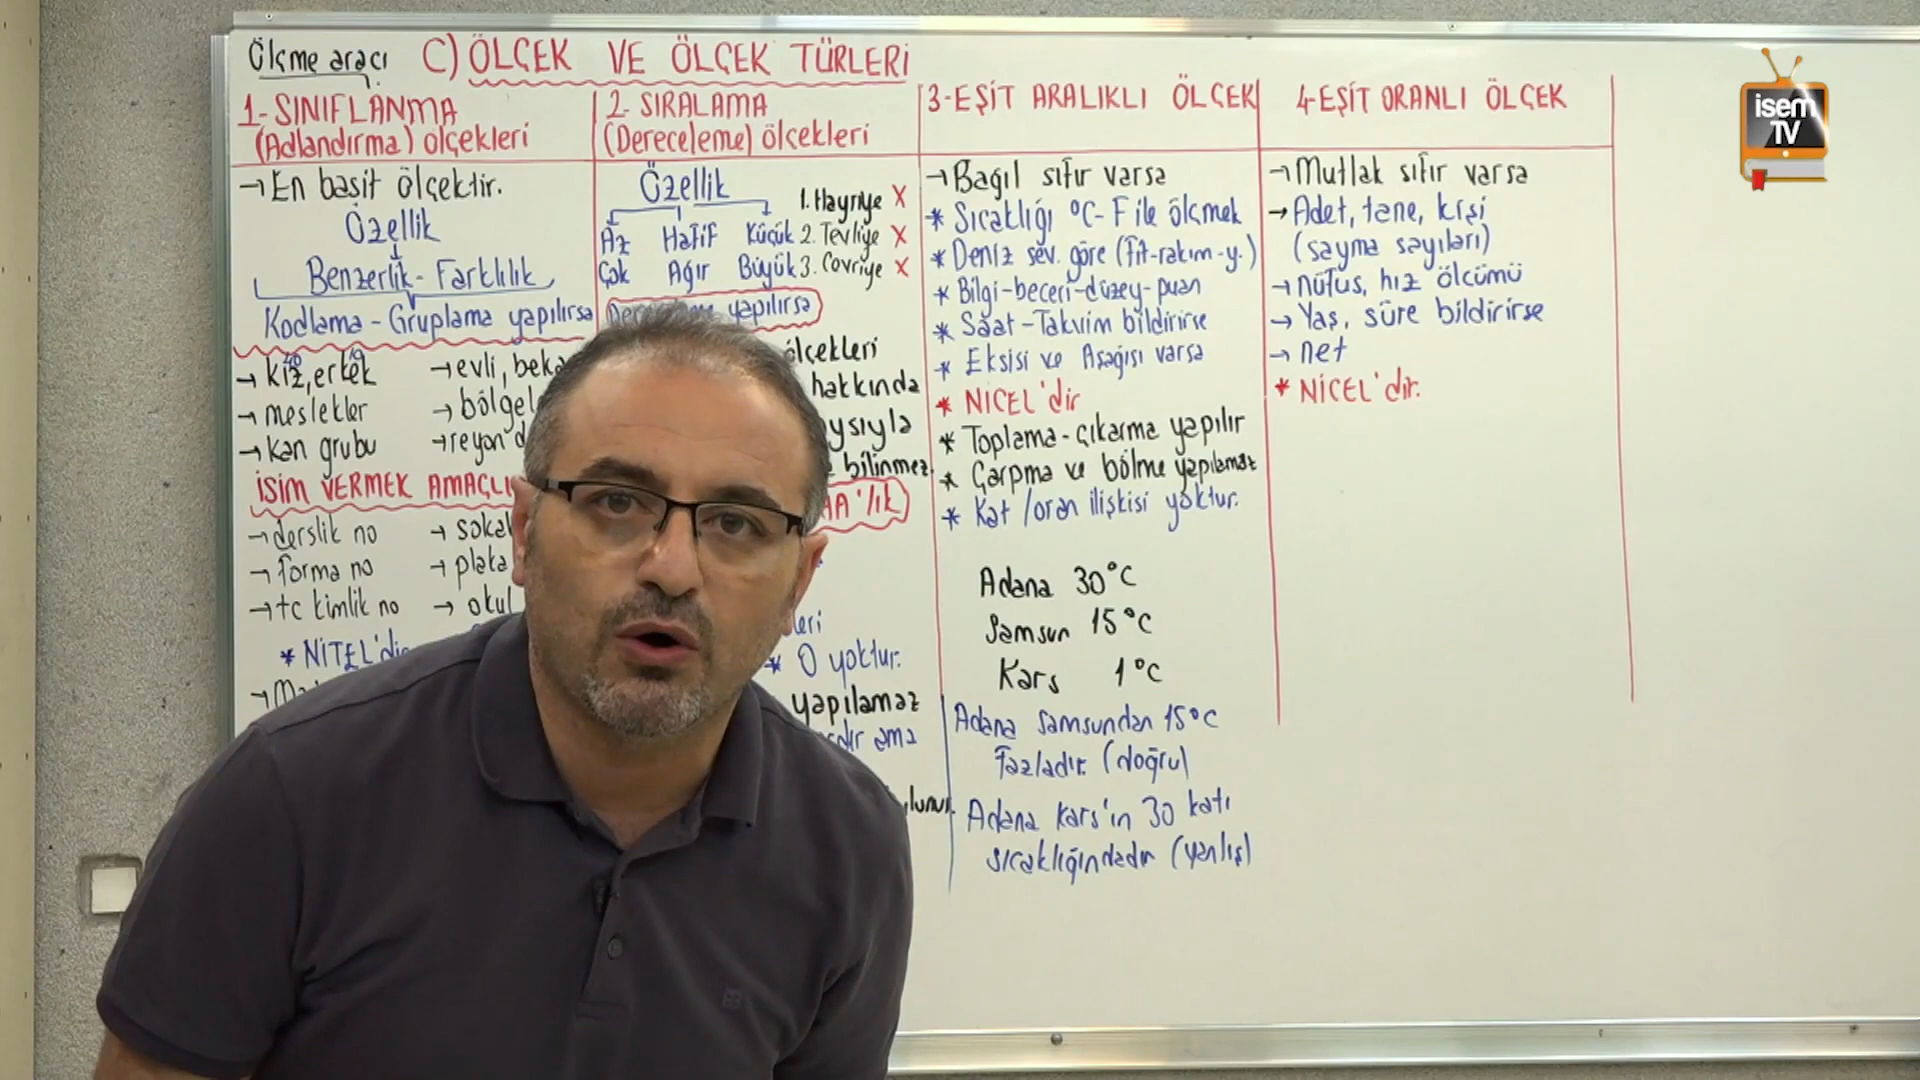 Ölçme aracı C) ÖLÇEK VE ÖLÇEK TÜRLERİ
1-SINIFLANMA
(Adlandırma) ölçekleri
→En basit ölçektir.
Özellik
Benzerlik - Farklılık
Kodlama - Gruplama yapılırsa
→ kız, erkek →evli, beka
→ meslekler →bölgel
→ kan grubu →reyon
İSİM VERMEK AMAÇLI
→derslik no → sokak
→ forma no → plaka
→tc kimlik no → okul
* NİTEL'dir
2- SIRALAMA
(Dereceleme) ölçekleri
Özellik
Az Hafif Küçük
Çok Ağır Büyük
1. Hayriye X
2. Tevliye X
3. Covriye X
yapılırsa
ölçekleri
hakkında
bilinmez.
* 0 yoktur.
yapılamaz
ama
3-EŞİT ARALIKLI ÖLÇEK
→Bağıl sıfır varsa
* Sıcaklığı °C-F ile ölçmek
* Deniz sev. göre (fit-rakım-y.)
* Bilgi-beceri-düzey-puan
* Saat-Takvim bildirirse
* Eksisi ve Aşağısı varsa
* NİCEL'dir
* Toplama-çıkarma yapılır
* Çarpma ve bölme yapılamaz
* Kat/oran ilişkisi yoktur.
Adana 30°C
Samsun 15°C
Kars 1°C
Adana Samsundan 15°C
fazladır. (doğru)
Adana Kars'ın 30 katı
sıcaklığındadır (yanlış)
4-EŞİT ORANLI ÖLÇEK
→Mutlak sıfır varsa
→ Adet, tane, kişi
(sayma sayıları)
→ nüfus, hız ölçümü
→ Yaş, süre bildirirse
→ net
* NİCEL'dir.
isem
TV